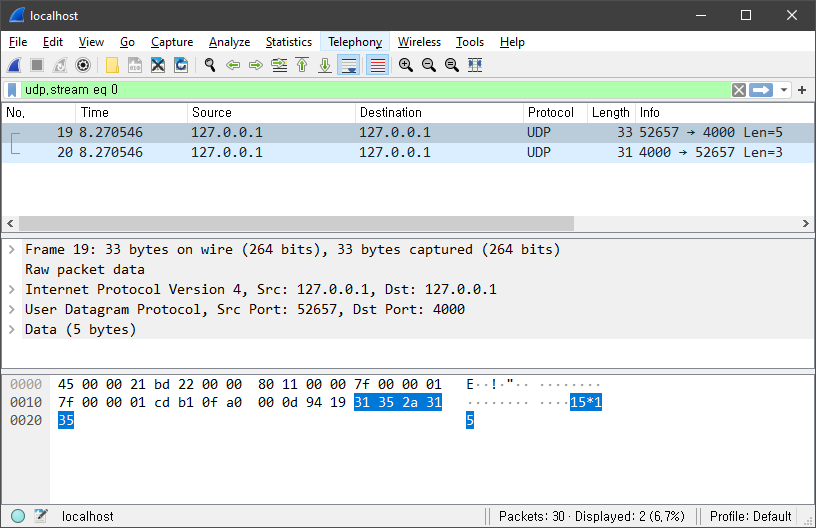 localhost
File Edit View Go Capture Analyze Statistics Telephony Wireless Tools Help
udp.stream eq 0
No. Time Source Destination Protocol Length Info
19 8.270546 127.0.0.1 127.0.0.1 UDP 33 52657 → 4000 Len=5
20 8.270546 127.0.0.1 127.0.0.1 UDP 31 4000 → 52657 Len=3
Frame 19: 33 bytes on wire (264 bits), 33 bytes captured (264 bits)
Raw packet data
Internet Protocol Version 4, Src: 127.0.0.1, Dst: 127.0.0.1
User Datagram Protocol, Src Port: 52657, Dst Port: 4000
Data (5 bytes)
0000 45 00 00 21 bd 22 00 00 80 11 00 00 7f 00 00 01 E··!·"·· ········
0010 7f 00 00 01 cd b1 0f a0 00 0d 94 19 31 35 2a 31 ········ ····15*1
0020 35 5
localhost Packets: 30 · Displayed: 2 (6,7%) Profile: Default